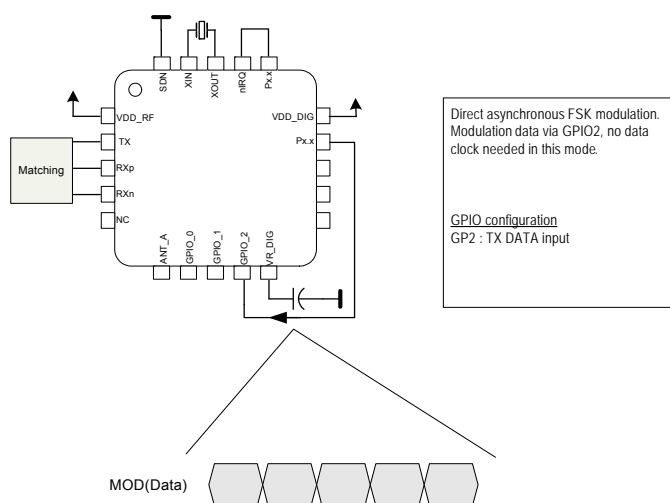 SDN
XIN
XOUT
nIRQ
Px.x
VDD_RF
VDD_DIG
TX
Px.x
Matching
RXp
RXn
NC
ANT_A
GPIO_0
GPIO_1
GPIO_2
VR_DIG
Direct asynchronous FSK modulation.
Modulation data via GPIO2, no data
clock needed in this mode.
GPIO configuration
GP2 : TX DATA input
MOD(Data)